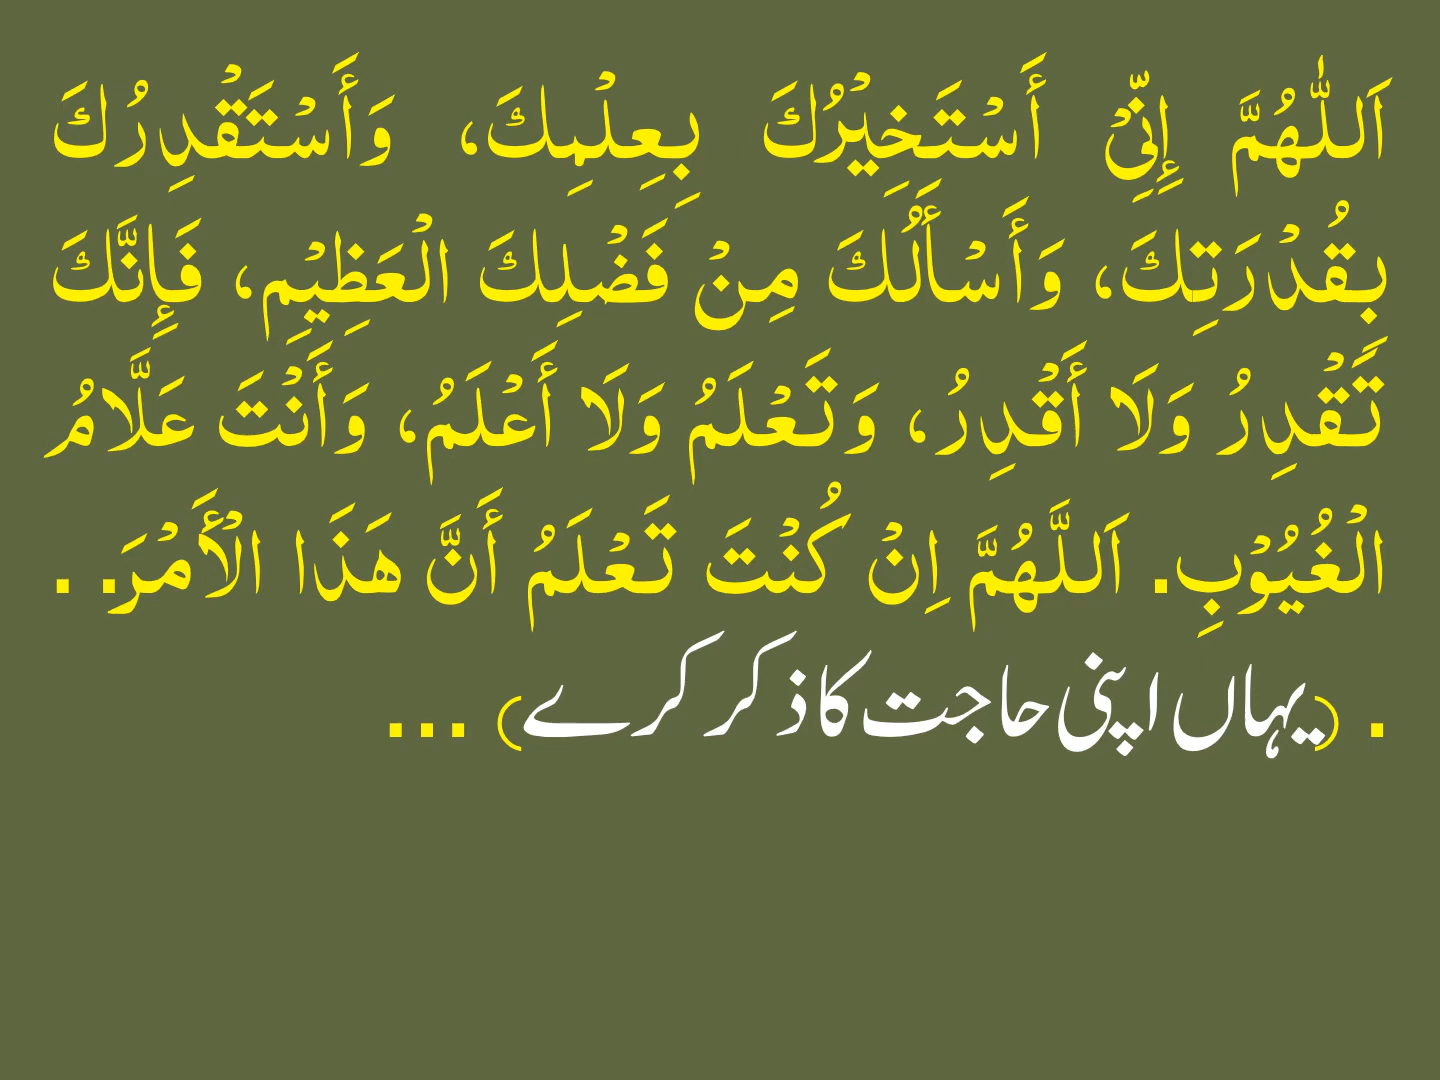 اَللّٰهُمَّ إِنِّيْ أَسْتَخِيْرُكَ بِعِلْمِكَ، وَأَسْتَقْدِرُكَ
بِقُدْرَتِكَ، وَأَسْأَلُكَ مِنْ فَضْلِكَ الْعَظِيْمِ، فَإِنَّكَ
تَقْدِرُ وَلَا أَقْدِرُ، وَتَعْلَمُ وَلَا أَعْلَمُ، وَأَنْتَ عَلَّامُ
الْغُيُوْبِ. اَللَّهُمَّ اِنْ كُنْتَ تَعْلَمُ أَنَّ هَذَا الْأَمْرَ. .
. (یہاں اپنی حاجت کا ذکر کرے) ...